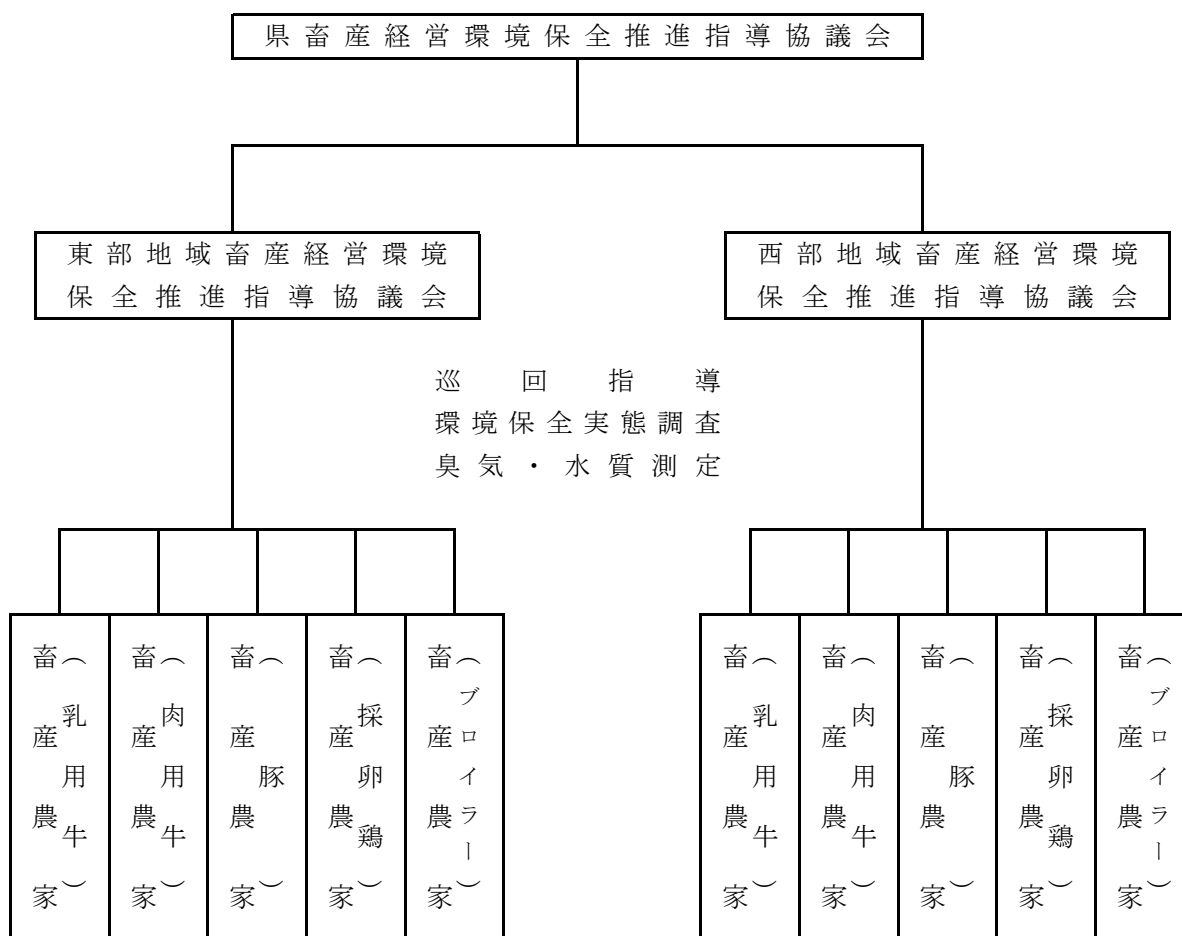 県畜産経営環境保全推進指導協議会
東部地域畜産経営環境
保全推進指導協議会
西部地域畜産経営環境
保全推進指導協議会
巡回指導
環境保全実態調査
臭気・水質測定
畜産農家
（乳用牛）
畜産農家
（肉用牛）
畜産農家
（豚）
畜産農家
（採卵鶏）
畜産農家
（ブロイラー）
畜産農家
（乳用牛）
畜産農家
（肉用牛）
畜産農家
（豚）
畜産農家
（採卵鶏）
畜産農家
（ブロイラー）